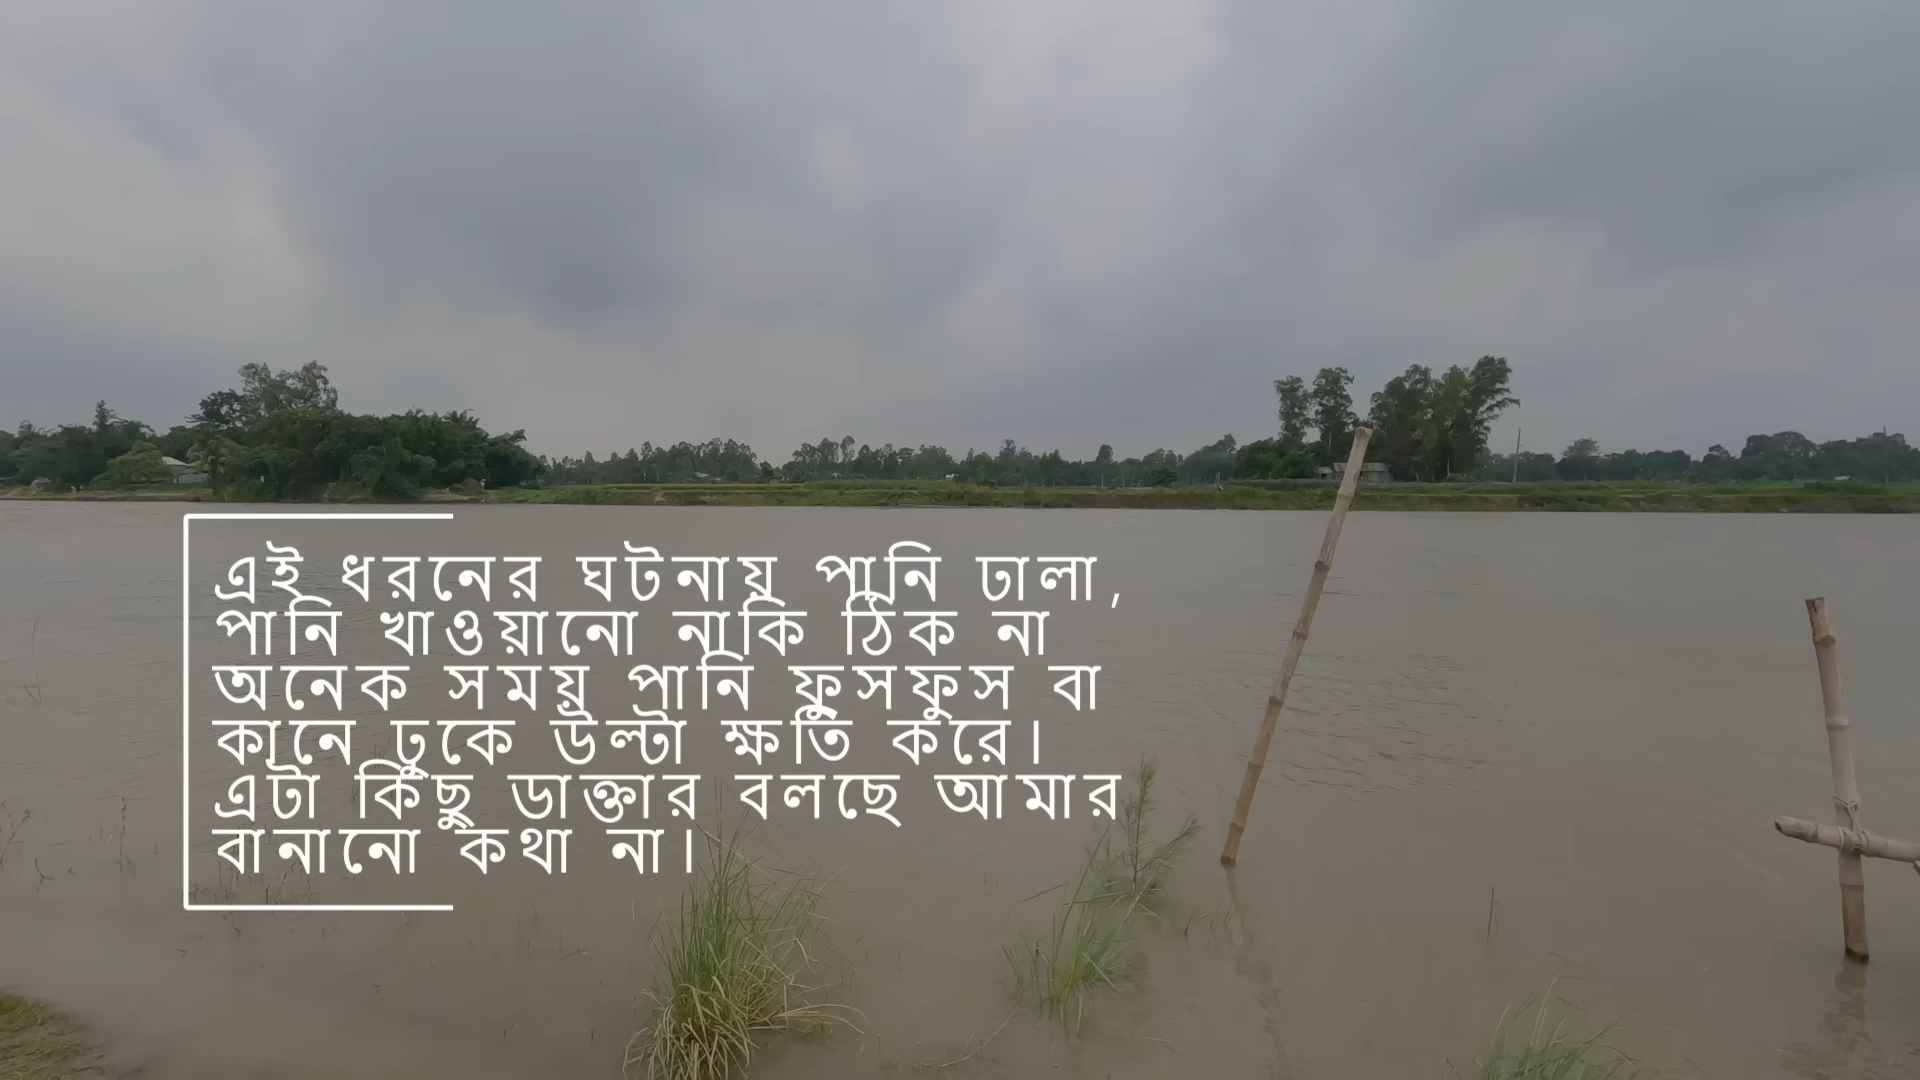 এই ধরনের ঘটনায় পানি ঢালা,
পানি খাওয়ানো নাকি ঠিক না
অনেক সময় পানি ফুসফুস বা
কানে ঢুকে উল্টা ক্ষতি করে।
এটা কিছু ডাক্তার বলছে আমার
বানানো কথা না।